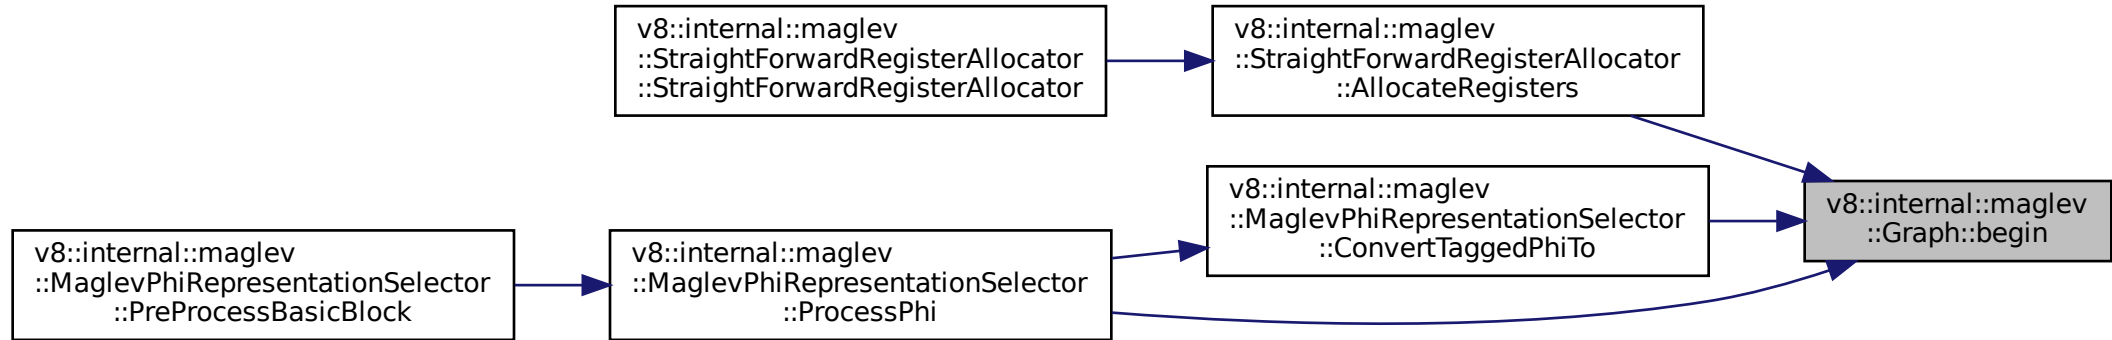 v8::internal::maglev
::StraightForwardRegisterAllocator
::StraightForwardRegisterAllocator
v8::internal::maglev
::StraightForwardRegisterAllocator
::AllocateRegisters
v8::internal::maglev
::MaglevPhiRepresentationSelector
::ConvertTaggedPhiTo
v8::internal::maglev
::Graph::begin
v8::internal::maglev
::MaglevPhiRepresentationSelector
::PreProcessBasicBlock
v8::internal::maglev
::MaglevPhiRepresentationSelector
::ProcessPhi